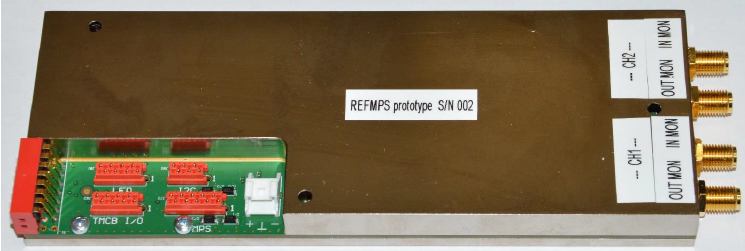 REFMPS prototype S/N 002
--- CH2 ---
OUT MON IN MON
--- CH1 ---
OUT MON IN MON
LED
I2C
TMCB I/O
MPS
+ ⊥ −